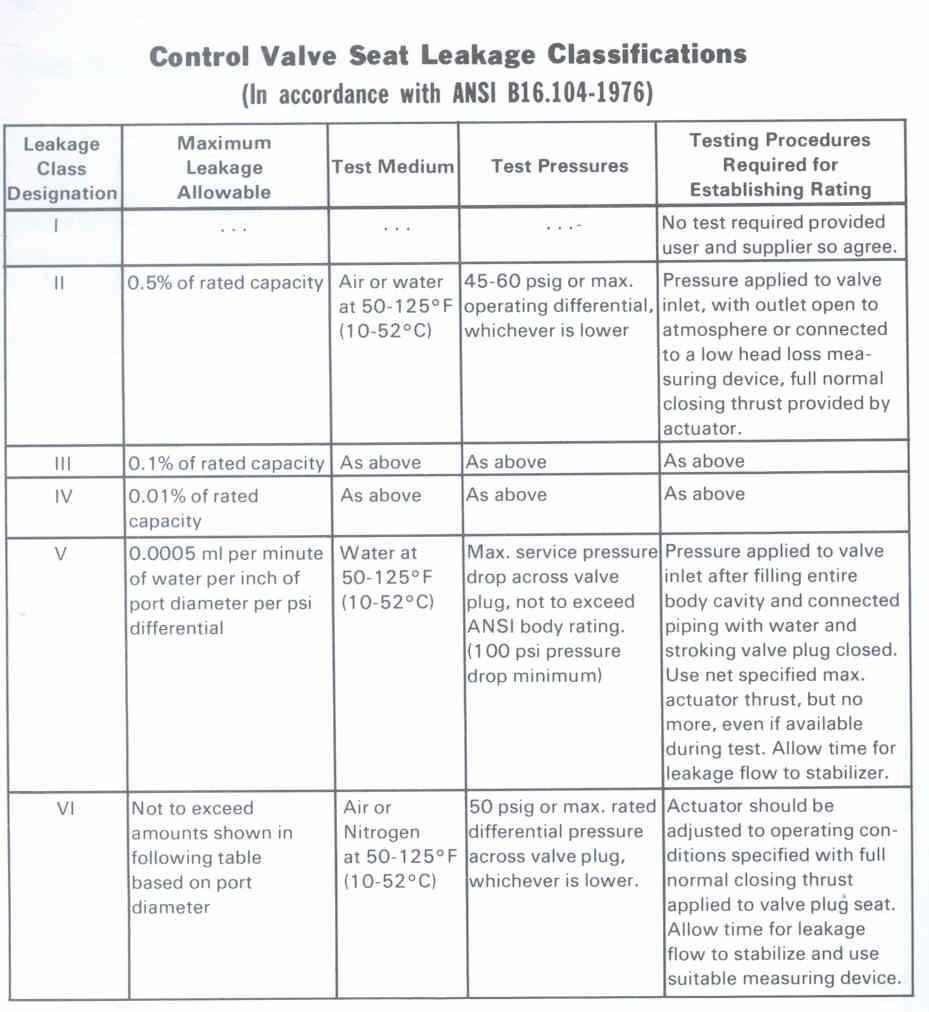 Control Valve Seat Leakage Classifications
(In accordance with ANSI B16.104-1976)
Leakage
Class
Designation
Maximum
Leakage
Allowable
Test Medium
Test Pressures
Testing Procedures
Required for
Establishing Rating
I
. . .
. . .
. . .-
No test required provided
user and supplier so agree.
II
0.5% of rated capacity
Air or water
at 50-125°F
(10-52°C)
45-60 psig or max.
operating differential,
whichever is lower
Pressure applied to valve
inlet, with outlet open to
atmosphere or connected
to a low head loss mea-
suring device, full normal
closing thrust provided by
actuator.
III
0.1% of rated capacity
As above
As above
As above
IV
0.01% of rated
capacity
As above
As above
As above
V
0.0005 ml per minute
of water per inch of
port diameter per psi
differential
Water at
50-125°F
(10-52°C)
Max. service pressure
drop across valve
plug, not to exceed
ANSI body rating.
(100 psi pressure
drop minimum)
Pressure applied to valve
inlet after filling entire
body cavity and connected
piping with water and
stroking valve plug closed.
Use net specified max.
actuator thrust, but no
more, even if available
during test. Allow time for
leakage flow to stabilizer.
VI
Not to exceed
amounts shown in
following table
based on port
diameter
Air or
Nitrogen
at 50-125°F
(10-52°C)
50 psig or max. rated
differential pressure
across valve plug,
whichever is lower.
Actuator should be
adjusted to operating con-
ditions specified with full
normal closing thrust
applied to valve plug seat.
Allow time for leakage
flow to stabilize and use
suitable measuring device.